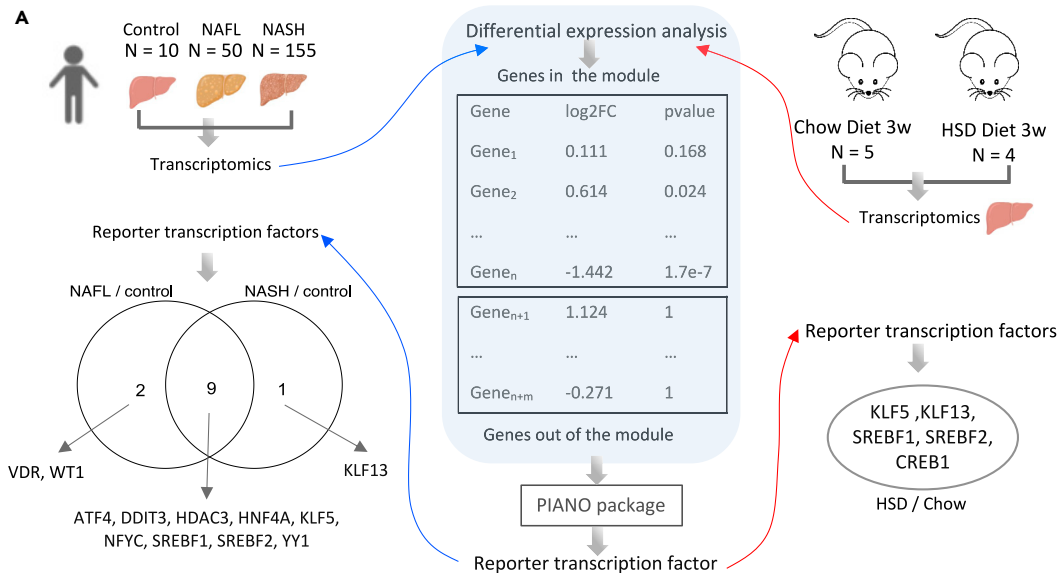 A
Control NAFL NASH
N = 10 N = 50 N = 155
Transcriptomics
Differential expression analysis
Genes in the module
Gene log2FC pvalue
Gene1 0.111 0.168
Gene2 0.614 0.024
... ... ...
Genen -1.442 1.7e-7
Genen+1 1.124 1
... ... ...
Genen+m -0.271 1
Genes out of the module
PIANO package
Reporter transcription factor
Chow Diet 3w HSD Diet 3w
N = 5 N = 4
Transcriptomics
Reporter transcription factors
NAFL / control NASH / control
2 9 1
VDR, WT1
KLF13
ATF4, DDIT3, HDAC3, HNF4A, KLF5,
NFYC, SREBF1, SREBF2, YY1
Reporter transcription factors
KLF5 ,KLF13,
SREBF1, SREBF2,
CREB1
HSD / Chow